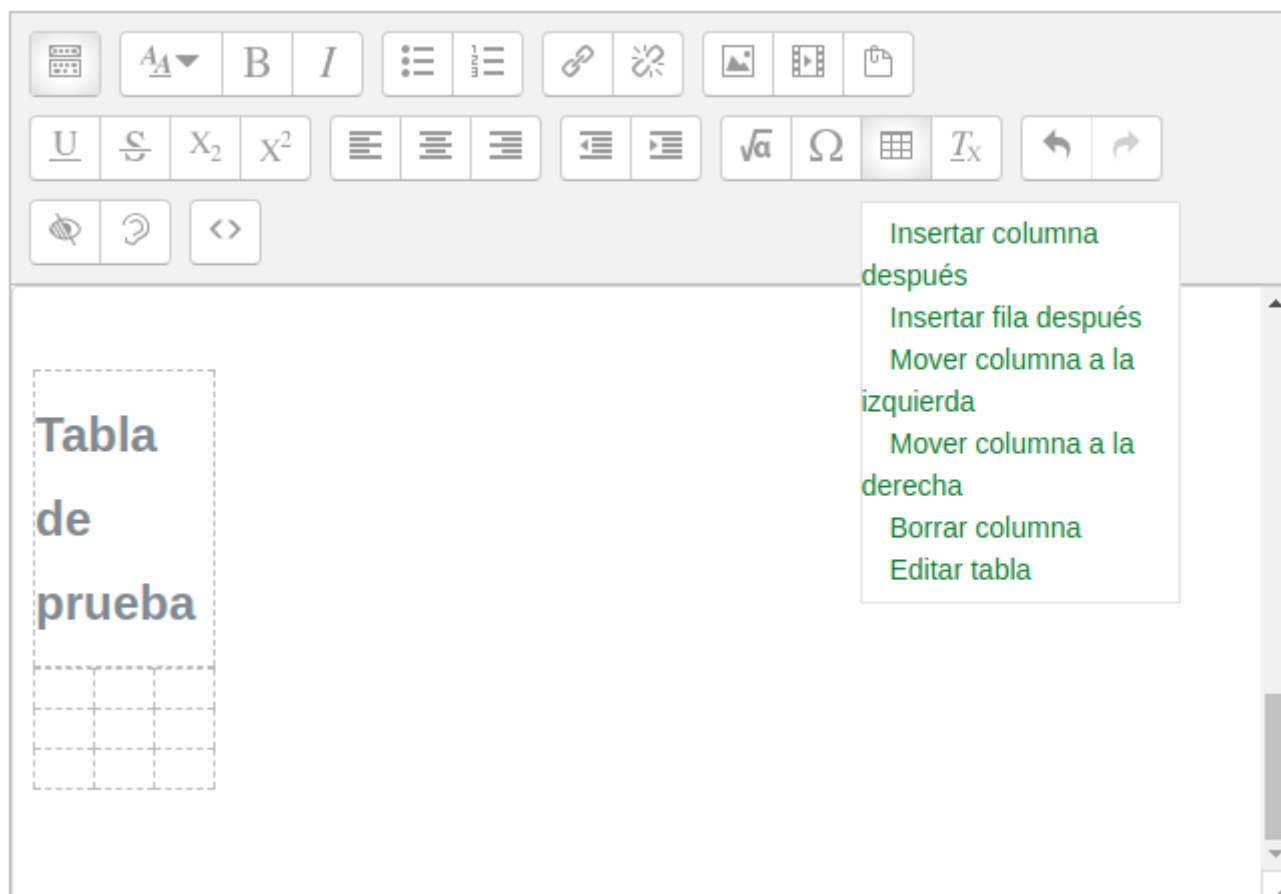 Insertar columna
después
Insertar fila después
Mover columna a la
izquierda
Mover columna a la
derecha
Borrar columna
Editar tabla
Tabla
de
prueba